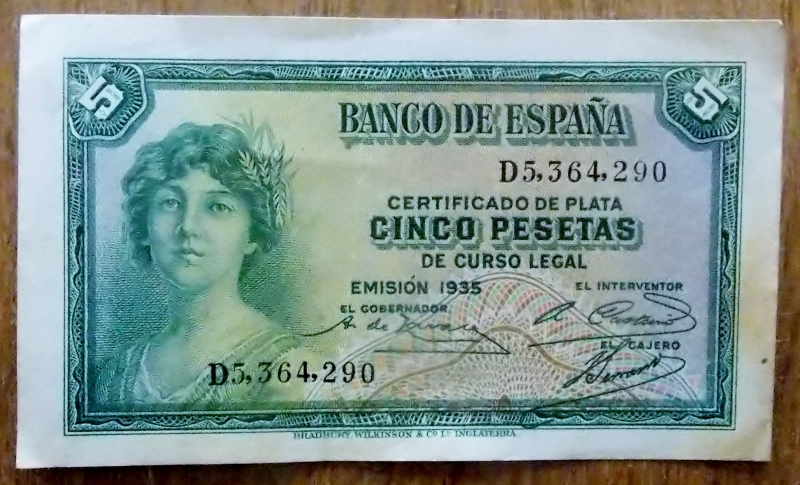 5 5
BANCO DE ESPAÑA
D5,364,290
CERTIFICADO DE PLATA
CINCO PESETAS
DE CURSO LEGAL
EMISIÓN 1935
EL INTERVENTOR
EL GOBERNADOR
EL CAJERO
D5,364,290
BRADBURY, WILKINSON & Cº Lᵈ INGLATERRA